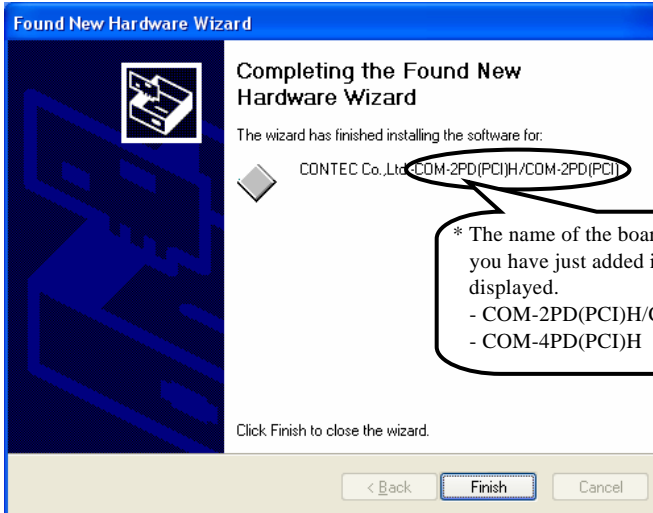 Found New Hardware Wizard
Completing the Found New
Hardware Wizard
The wizard has finished installing the software for:
CONTEC Co.,Ltd. COM-2PD(PCI)H/COM-2PD(PCI)
* The name of the
you have just added
displayed.
- COM-2PD(PCI)H/
- COM-4PD(PCI)H
Click Finish to close the wizard.
< Back
Finish
Cancel